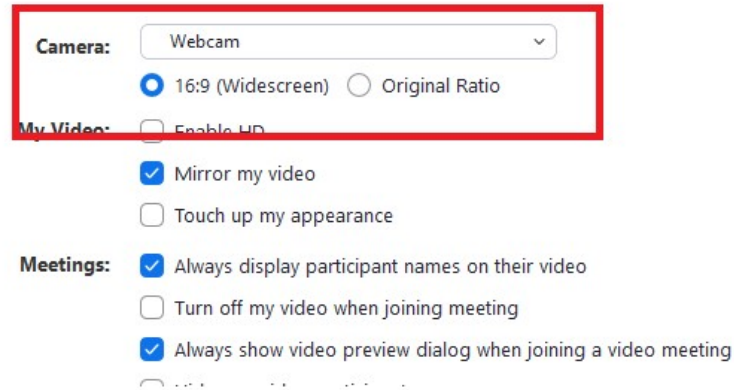 Camera: Webcam
16:9 (Widescreen) Original Ratio
My Video: Enable HD
Mirror my video
Touch up my appearance
Meetings: Always display participant names on their video
Turn off my video when joining meeting
Always show video preview dialog when joining a video meeting